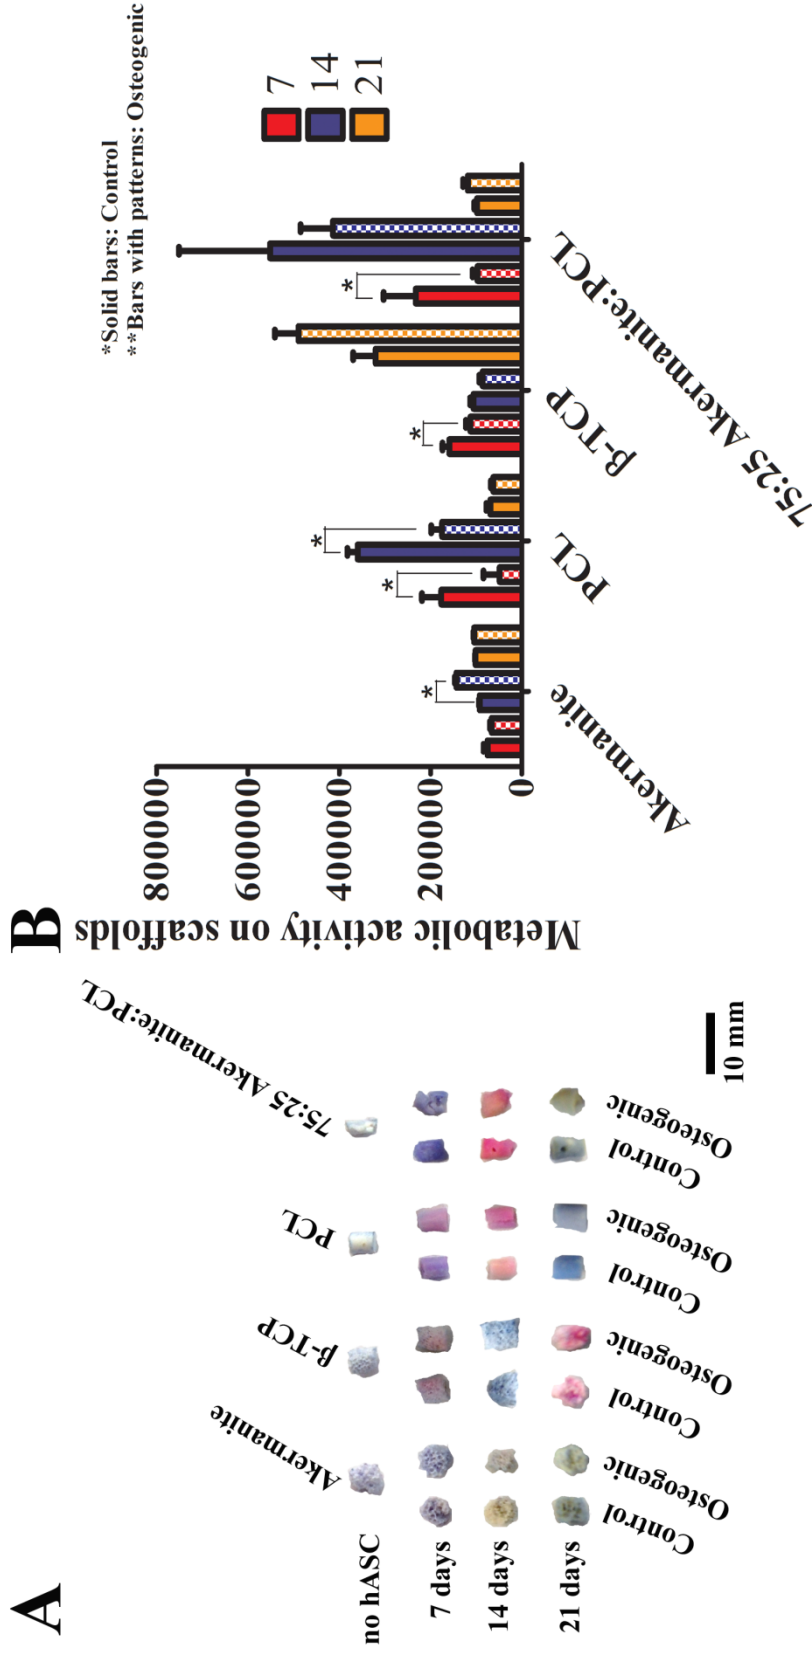 A
Akermanite
β-TCP
PCL
75:25 Akermanite:PCL
no hASC
7 days
14 days
21 days
Control
Osteogenic
Control
Osteogenic
Control
Osteogenic
Control
Osteogenic
10 mm
B
*Solid bars: Control
**Bars with patterns: Osteogenic
7
14
21
Metabolic activity on scaffolds
800000
600000
400000
200000
0
*
*
*
*
*
Akermanite
PCL
β-TCP
75:25 Akermanite:PCL